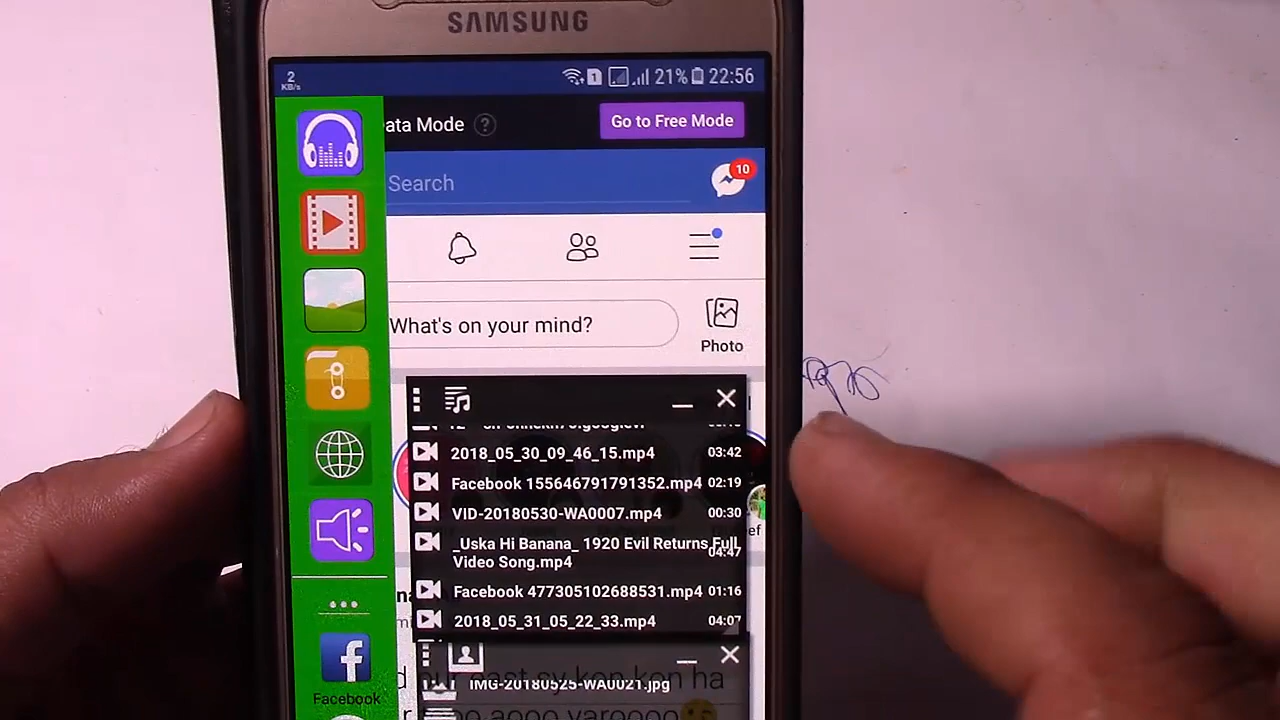 SAMSUNG
2 KB/s 1 21% 22:56
ata Mode ? Go to Free Mode
Search 10
What's on your mind?
Photo
2018_05_30_09_46_15.mp4 03:42
Facebook 155646791791352.mp4 02:19
VID-20180530-WA0007.mp4 00:30
_Uska Hi Banana_ 1920 Evil Returns Full 04:47
Video Song.mp4
Facebook 477305102688531.mp4 01:16
2018_05_31_05_22_33.mp4 04:07
IMG-20180525-WA0021.jpg
Facebook